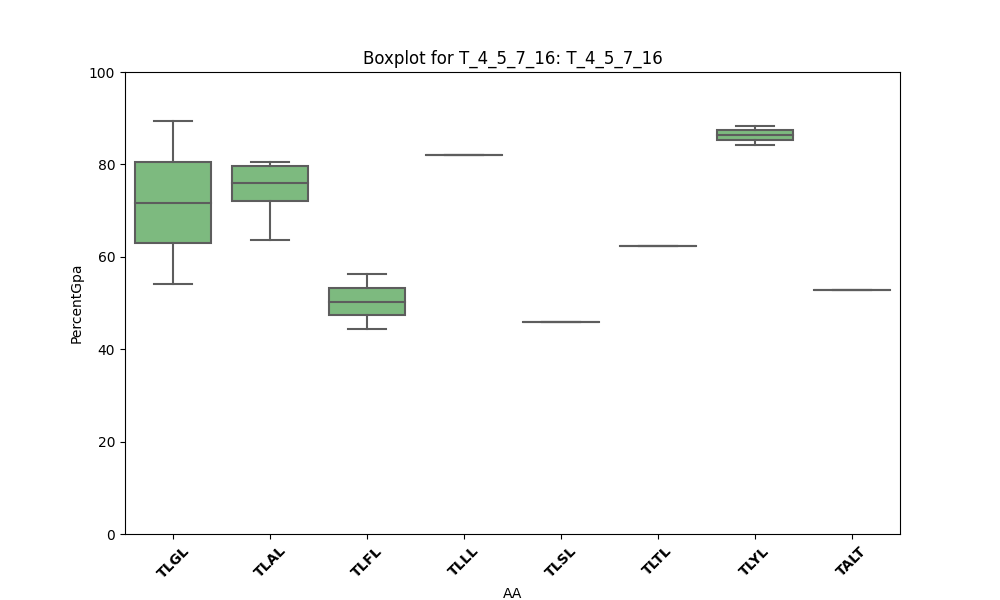 Boxplot for T_4_5_7_16: T_4_5_7_16
100
80
60
40
20
0
PercentGpa
TLGL
TLAL
TLFL
TLLL
TLSL
TLTL
TLYL
TALT
AA